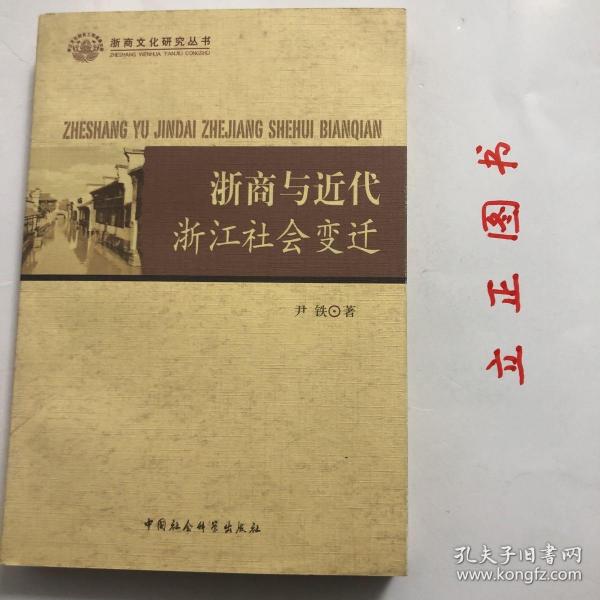 浙商文化研究丛书
ZHESHANG WENHUA YANJIU CONGSHU
ZHESHANG YU JINDAI ZHEJIANG SHEHUI BIANQIAN
浙商与近代
浙江社会变迁
尹 铁⊙著
中国社会科学出版社
立正图书
孔夫子旧书网
www.kongfz.com